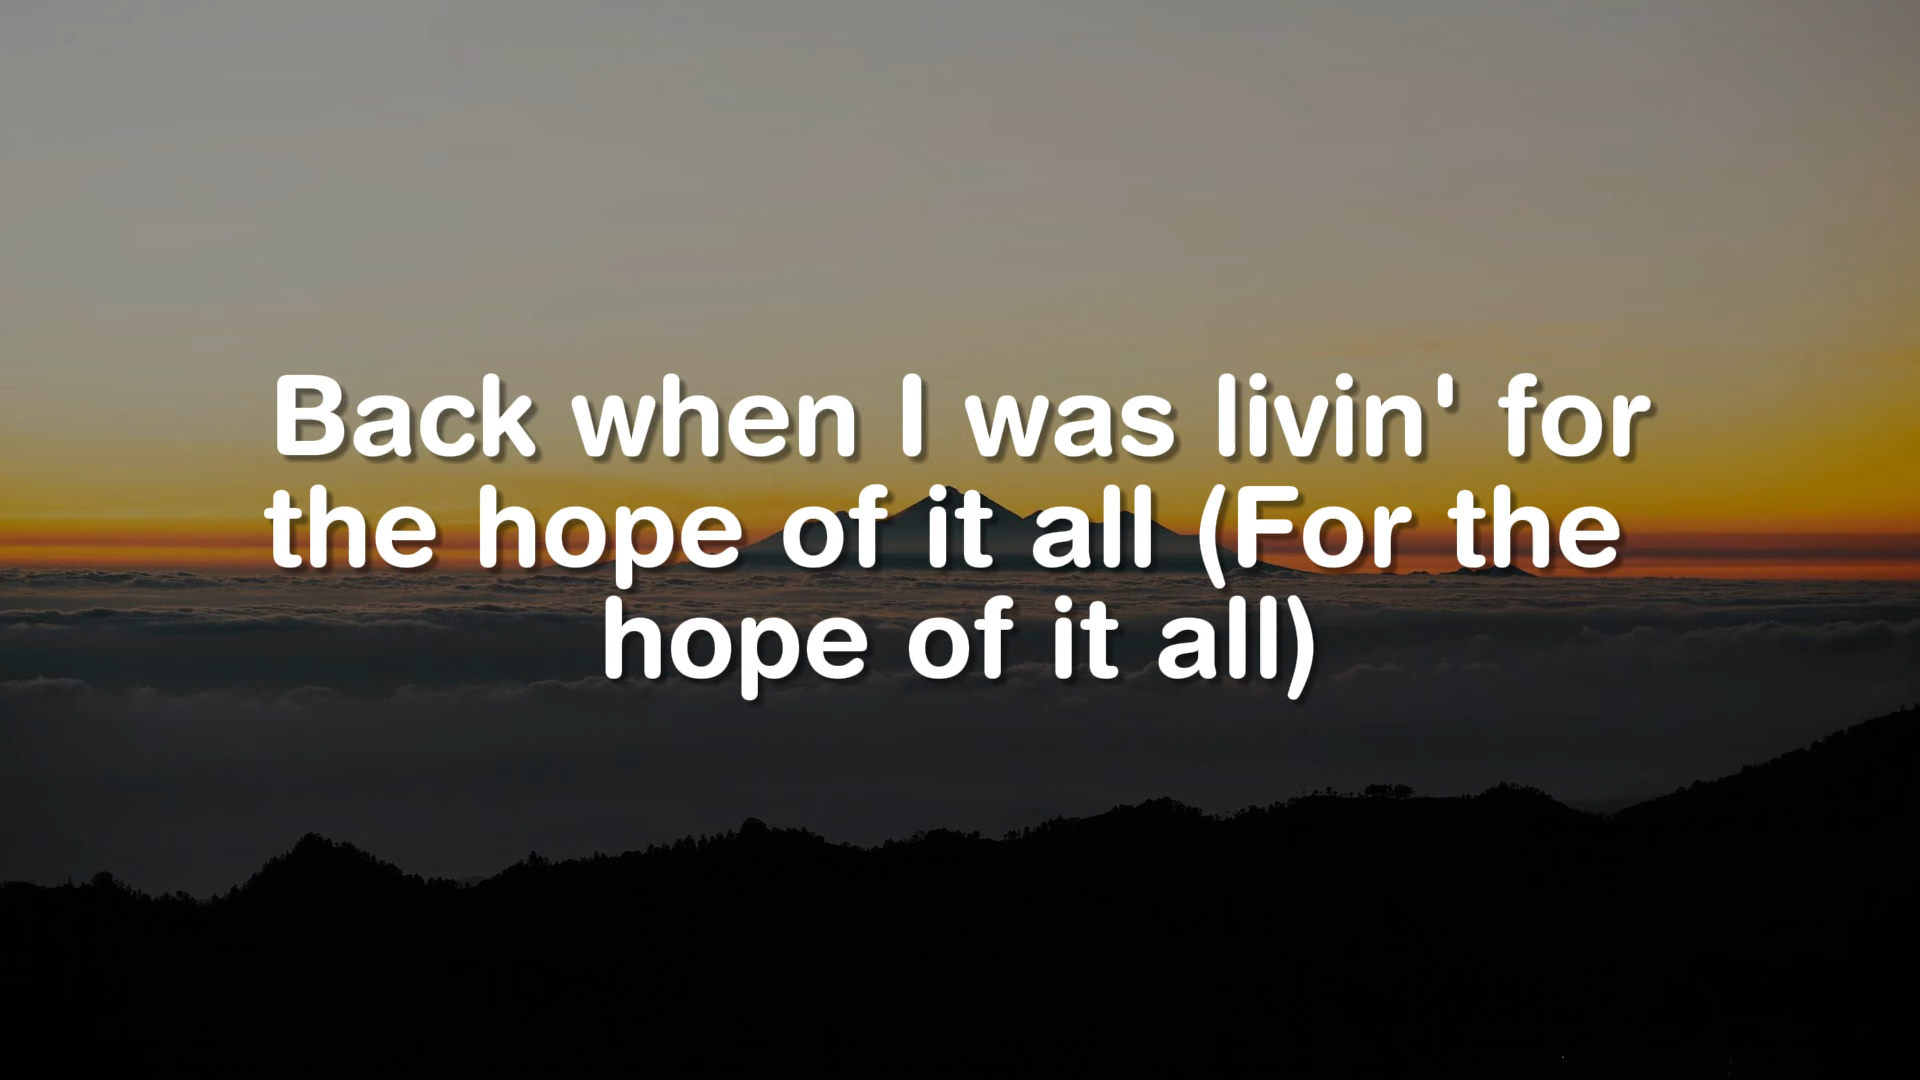 Back when I was livin' for
the hope of it all (For the
hope of it all)